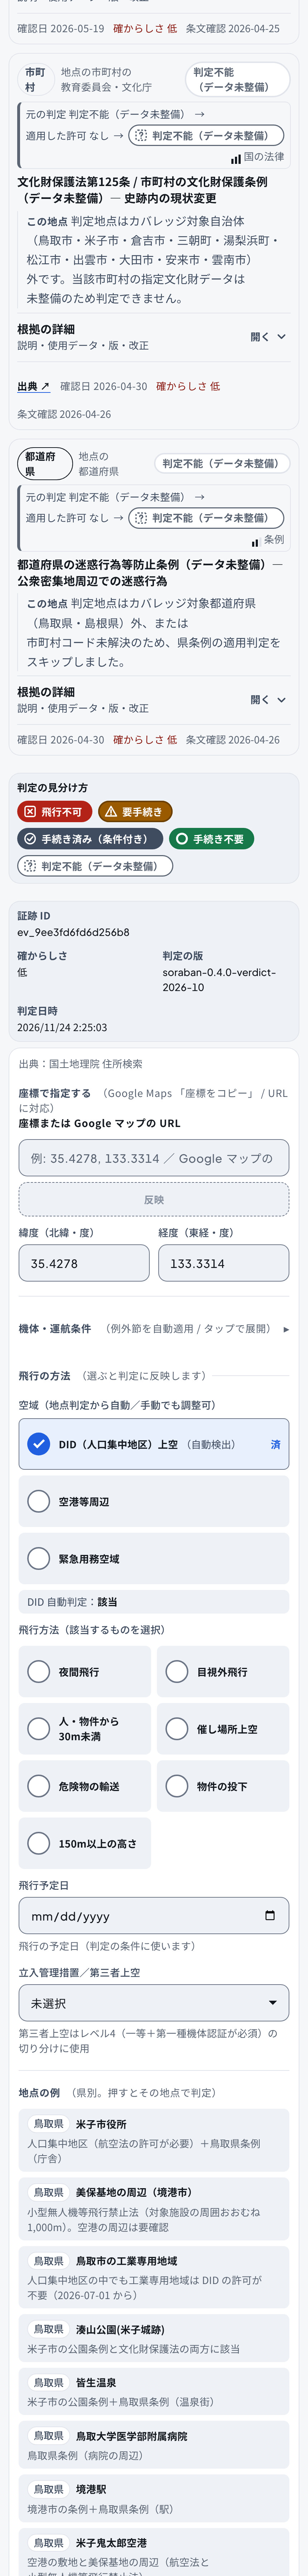 確認日 2026-05-19 確からしさ 低 条文確認 2026-04-25
市町村
地点の市町村の
教育委員会・文化庁
判定不能
（データ未整備）
元の判定 判定不能（データ未整備） →
適用した許可 なし → 判定不能（データ未整備）
国の法律
文化財保護法第125条 / 市町村の文化財保護条例
（データ未整備）— 史跡内の現状変更
この地点 判定地点はカバレッジ対象自治体
（鳥取市・米子市・倉吉市・三朝町・湯梨浜町・
松江市・出雲市・大田市・安来市・雲南市）
外です。当該市町村の指定文化財データは
未整備のため判定できません。
根拠の詳細
説明・使用データ・版・改正
開く
出典 ↗ 確認日 2026-04-30 確からしさ 低
条文確認 2026-04-26
都道府県
地点の
都道府県
判定不能（データ未整備）
元の判定 判定不能（データ未整備） →
適用した許可 なし → 判定不能（データ未整備）
条例
都道府県の迷惑行為等防止条例（データ未整備）—
公衆密集地周辺での迷惑行為
この地点 判定地点はカバレッジ対象都道府県
（鳥取県・島根県）外、または
市町村コード未解決のため、県条例の適用判定を
スキップしました。
根拠の詳細
説明・使用データ・版・改正
開く
確認日 2026-04-30 確からしさ 低 条文確認 2026-04-26
判定の見分け方
飛行不可 要手続き
手続き済み（条件付き） 手続き不要
判定不能（データ未整備）
証跡 ID
ev_9ee3fd6fd6d256b8
確からしさ
低
判定の版
soraban-0.4.0-verdict-
2026-10
判定日時
2026/11/24 2:25:03
出典：国土地理院 住所検索
座標で指定する （Google Maps 「座標をコピー」 / URL
に対応）
座標または Google マップの URL
例: 35.4278, 133.3314 ／ Google マップの
反映
緯度（北緯・度） 経度（東経・度）
35.4278 133.3314
機体・運航条件 （例外節を自動適用 / タップで展開） ▸
飛行の方法 （選ぶと判定に反映します）
空域（地点判定から自動／手動でも調整可）
DID（人口集中地区）上空 （自動検出） 済
空港等周辺
緊急用務空域
DID 自動判定：該当
飛行方法（該当するものを選択）
夜間飛行 目視外飛行
人・物件から
30m未満
催し場所上空
危険物の輸送 物件の投下
150m以上の高さ
飛行予定日
mm/dd/yyyy
飛行の予定日（判定の条件に使います）
立入管理措置／第三者上空
未選択
第三者上空はレベル4（一等＋第一種機体認証が必須）の
切り分けに使用
地点の例 （県別。押すとその地点で判定）
鳥取県 米子市役所
人口集中地区（航空法の許可が必要）＋鳥取県条例
（庁舎）
鳥取県 美保基地の周辺（境港市）
小型無人機等飛行禁止法（対象施設の周囲おおむね
1,000m）。空港の周辺は要確認
鳥取県 鳥取市の工業専用地域
人口集中地区の中でも工業専用地域は DID の許可が
不要（2026-07-01 から）
鳥取県 湊山公園(米子城跡)
米子市の公園条例と文化財保護法の両方に該当
鳥取県 皆生温泉
米子市の公園条例＋鳥取県条例（温泉街）
鳥取県 鳥取大学医学部附属病院
鳥取県条例（病院の周辺）
鳥取県 境港駅
境港市の条例＋鳥取県条例（駅）
鳥取県 米子鬼太郎空港
空港の敷地と美保基地の周辺（航空法と